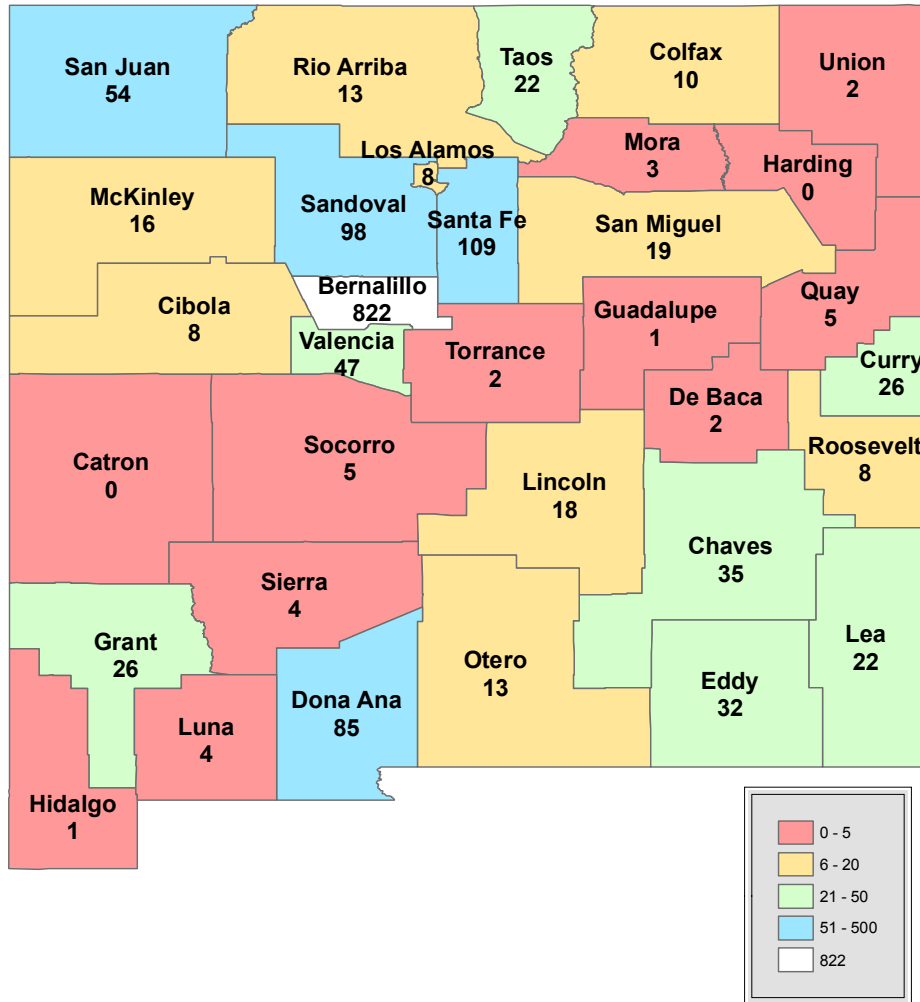 San Juan
54
Rio Arriba
13
Taos
22
Colfax
10
Union
2
Mora
3
Harding
0
Los Alamos
8
McKinley
16
Sandoval
98
Santa Fe
109
San Miguel
19
Bernalillo
822
Cibola
8
Valencia
47
Torrance
2
Guadalupe
1
Quay
5
Curry
26
De Baca
2
Roosevelt
8
Catron
0
Socorro
5
Lincoln
18
Chaves
35
Sierra
4
Grant
26
Otero
13
Lea
22
Eddy
32
Dona Ana
85
Luna
4
Hidalgo
1
0 - 5
6 - 20
21 - 50
51 - 500
822